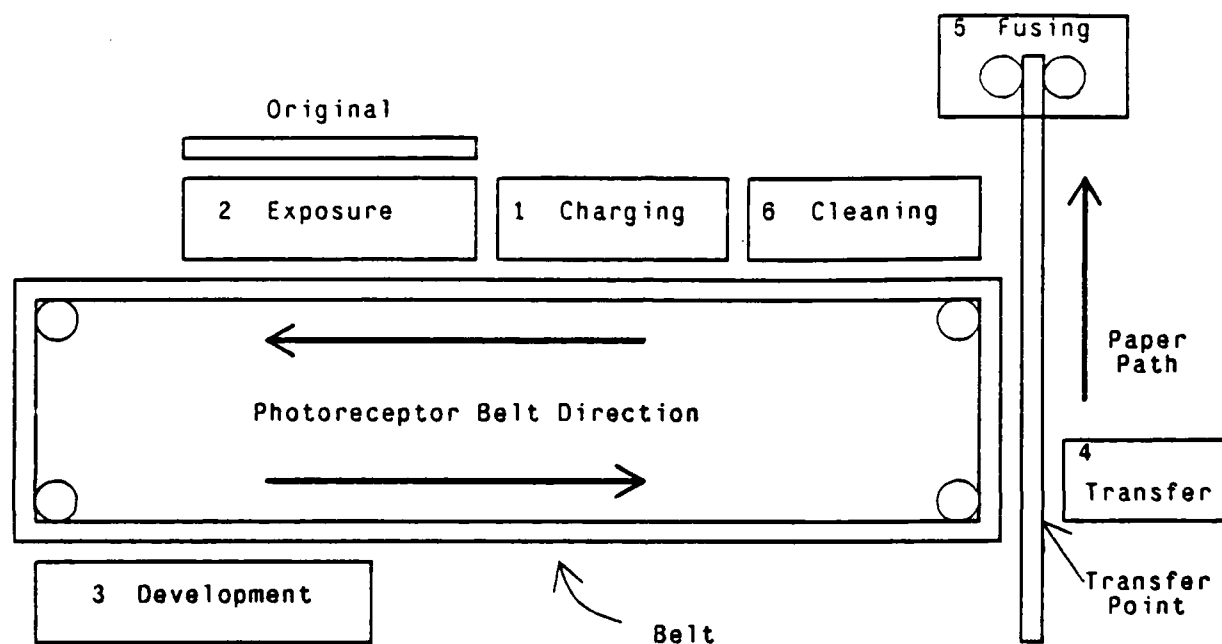 5 Fusing
Original
2 Exposure
1 Charging
6 Cleaning
Paper
Path
Photoreceptor Belt Direction
4
Transfer
3 Development
Belt
Transfer
Point